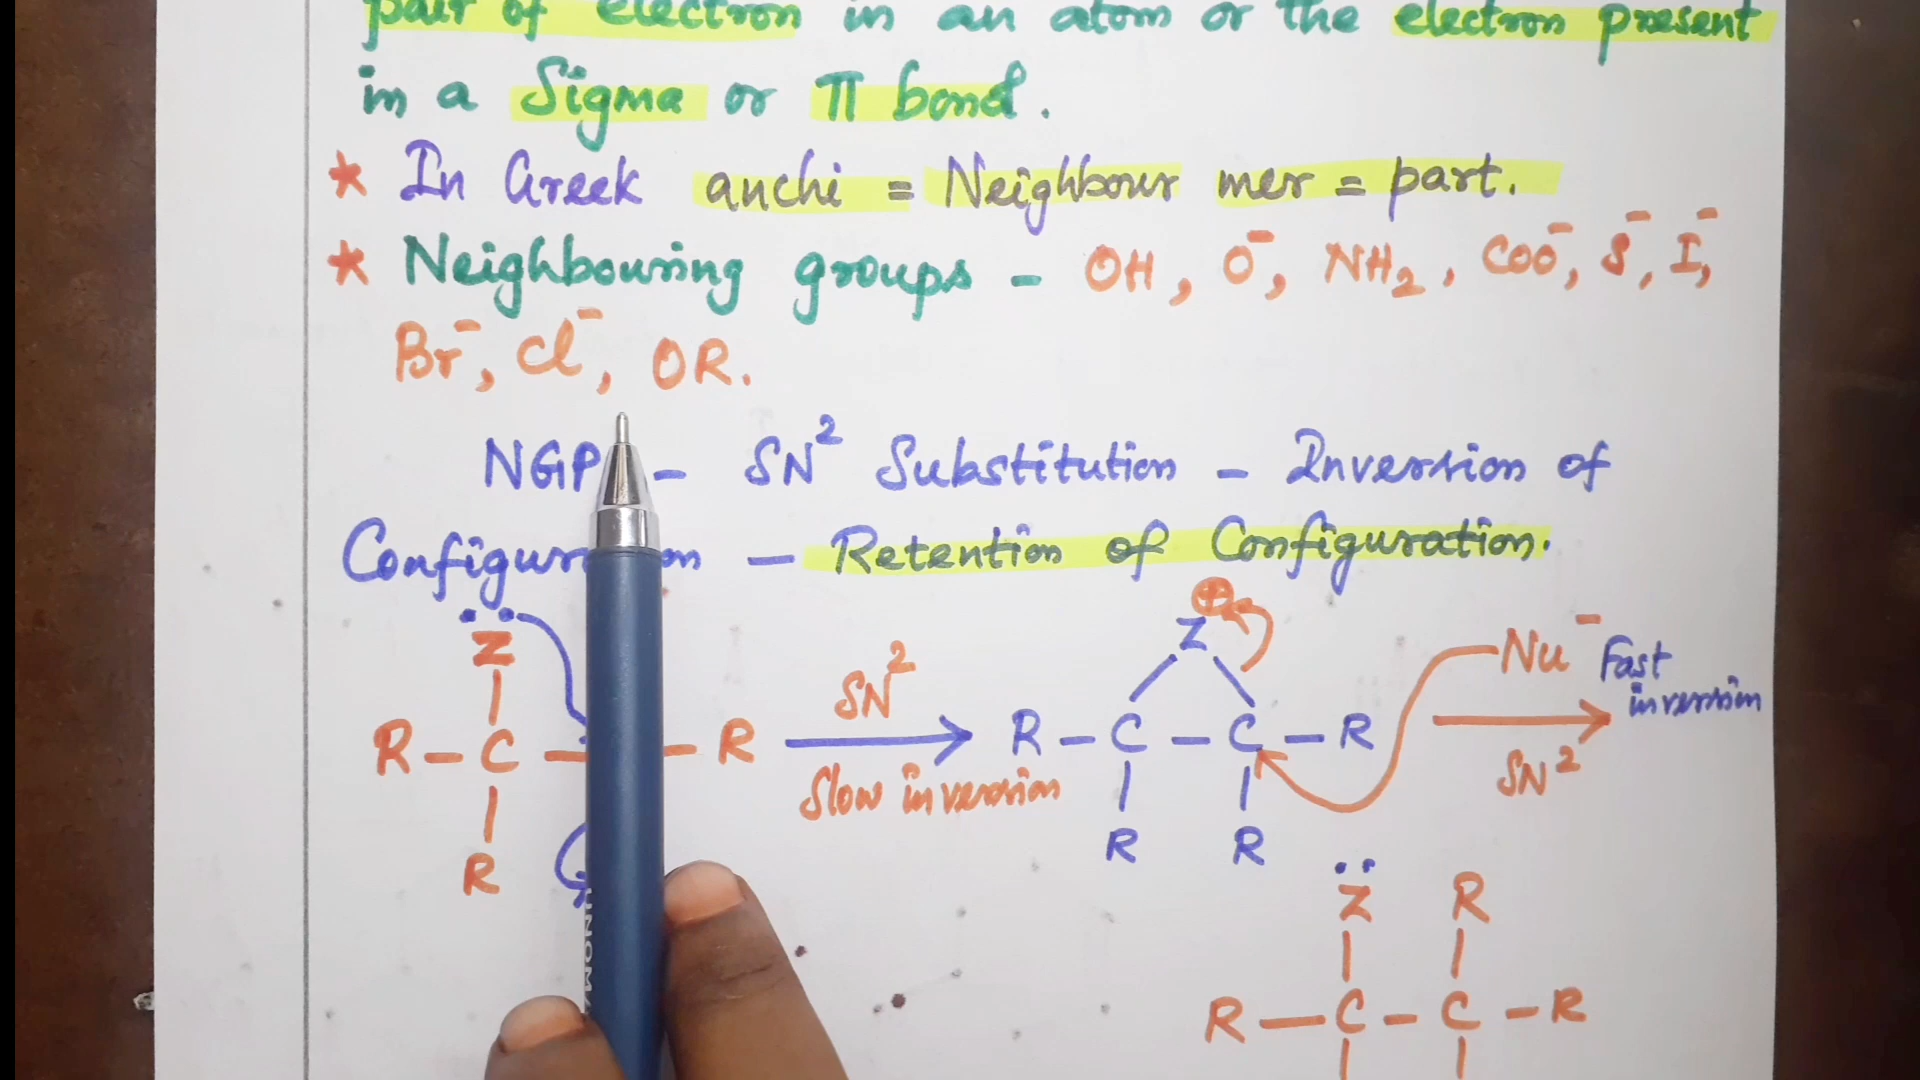 pair of electron in an atom or the electron present
in a Sigma or π bond.
* In Greek anchi = Neighbour mer = part.
* Neighbouring groups - OH, O⁻, NH₂, COO⁻, S⁻, I⁻,
Br⁻, Cl⁻, OR.
NGP - SN² Substitution - Inversion of
Configuration - Retention of Configuration.
Z
R - C - R
R
SN²
Slow inversion
⊕
Z
R - C - C - R
R R
Nu⁻ Fast
inversion
SN²
Z R
R - C - C - R
UNOMA